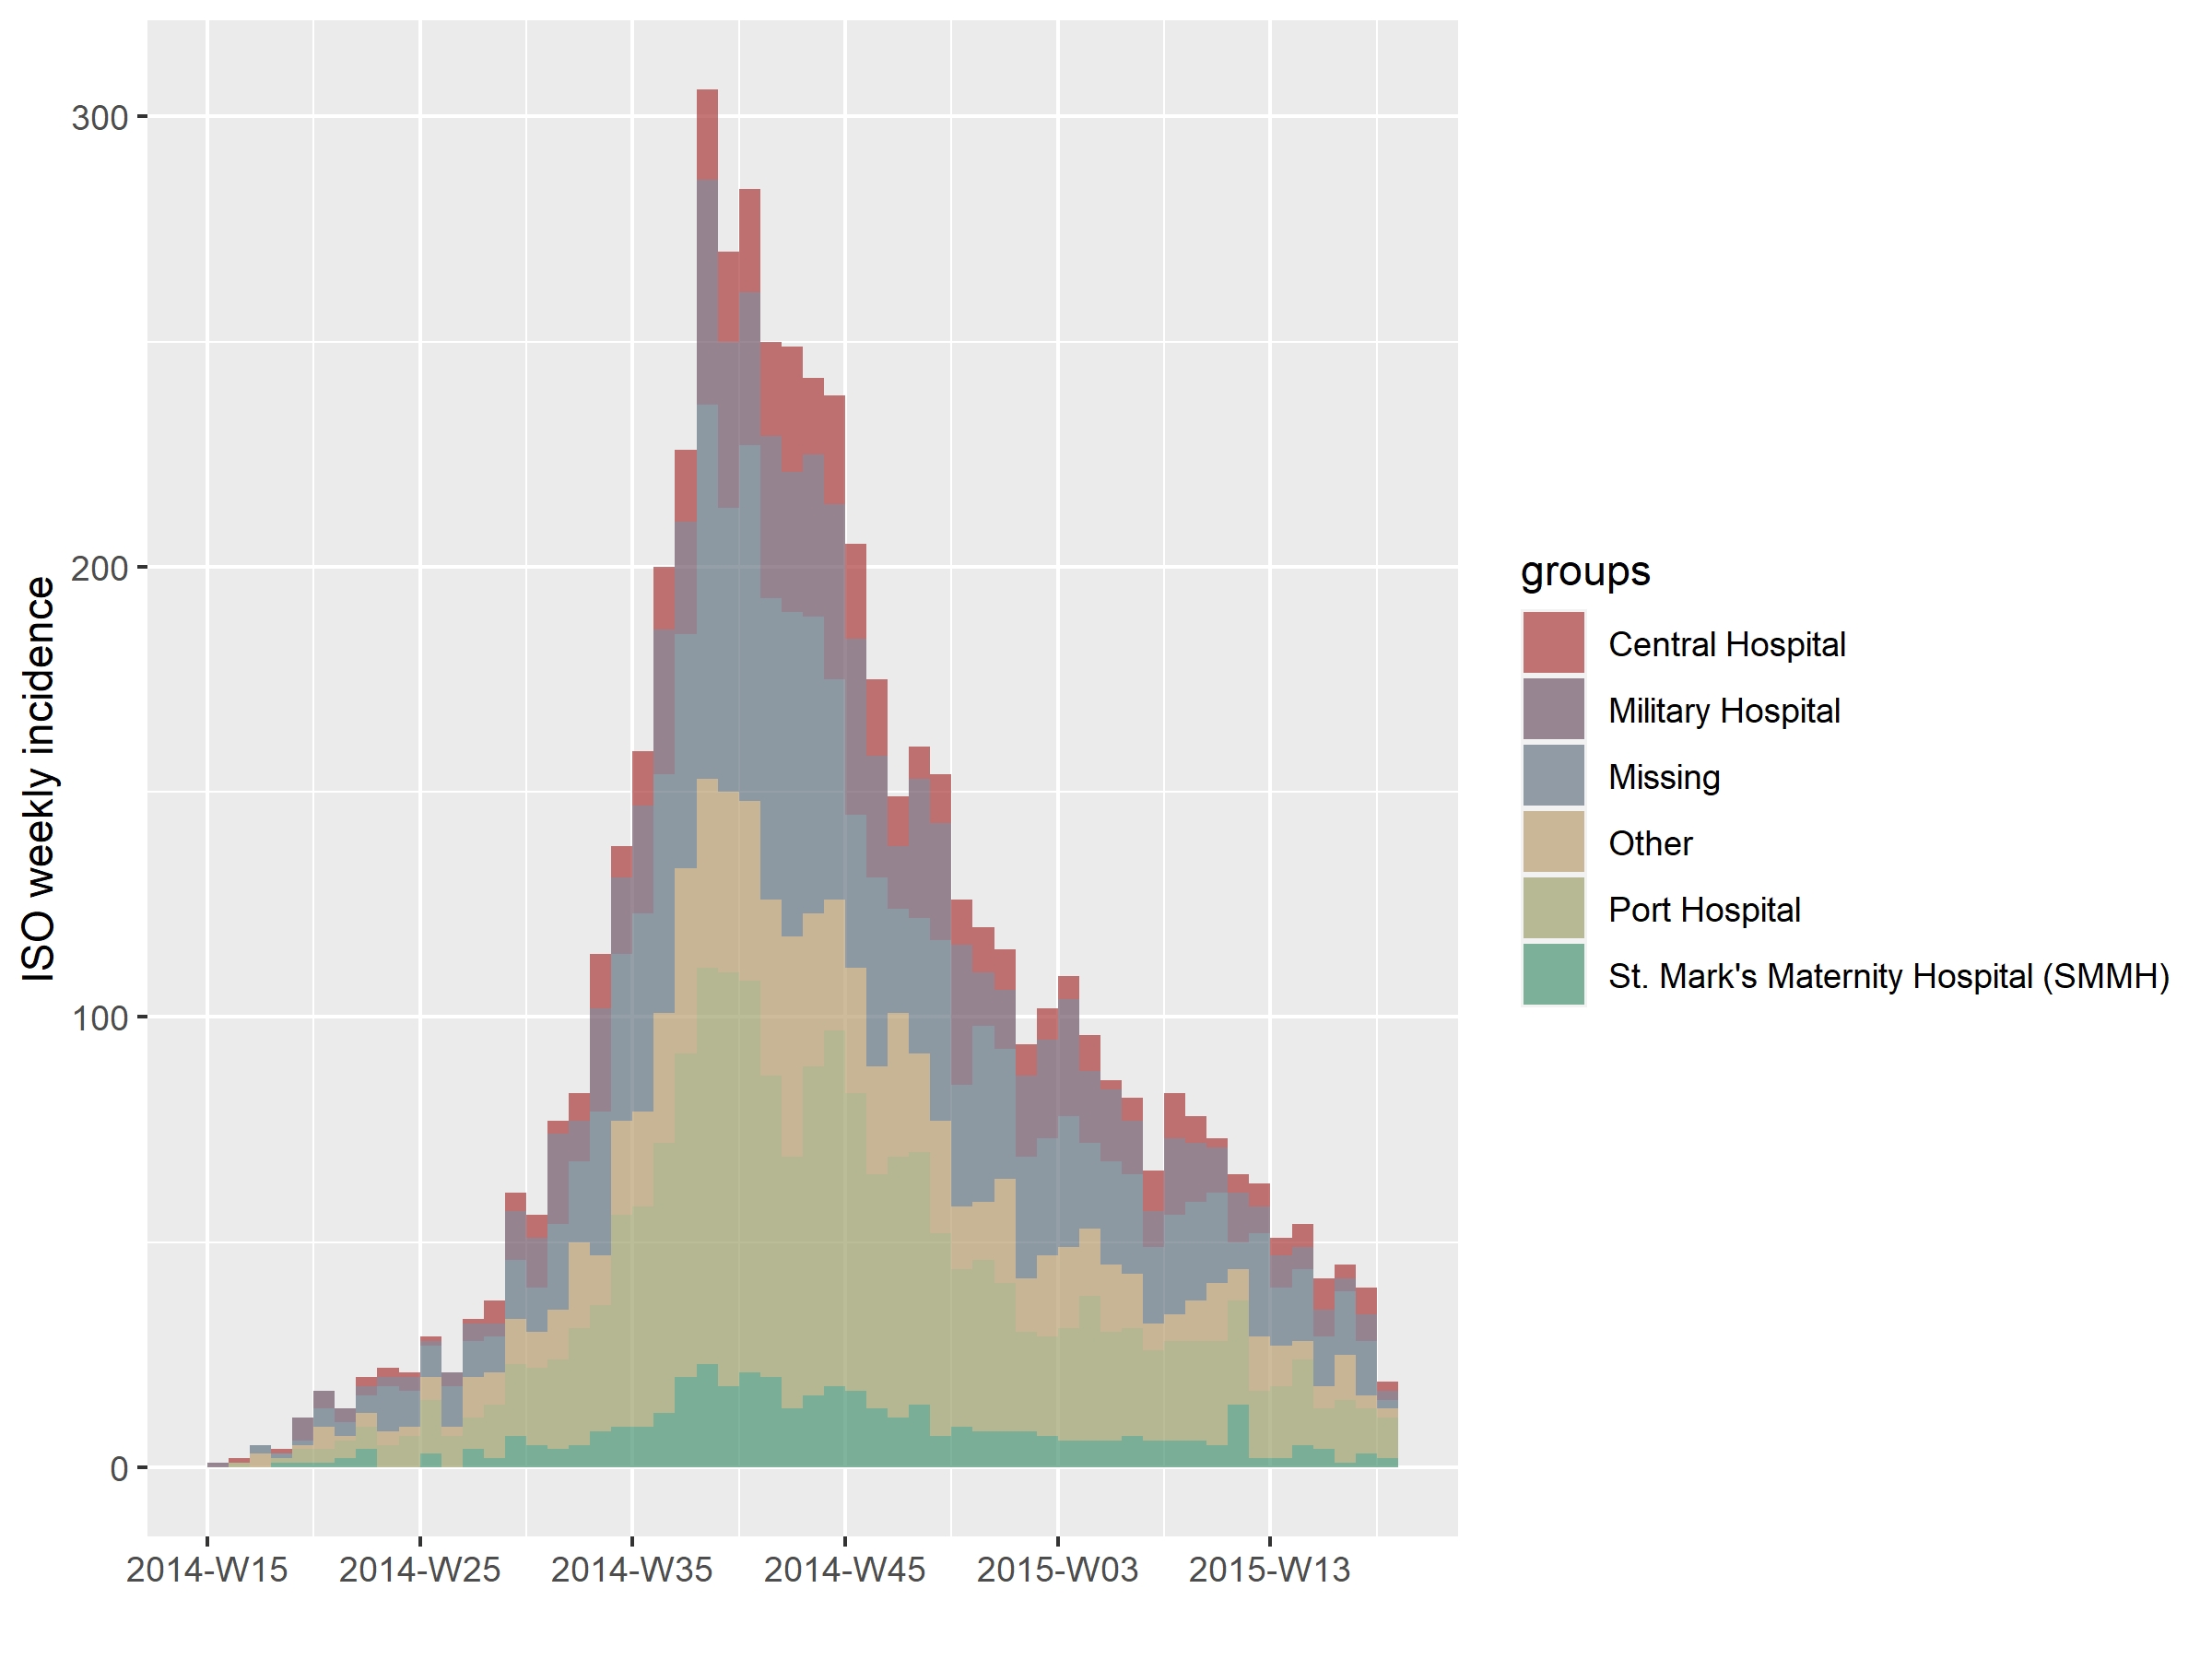 ISO weekly incidence
300
200
100
0
2014-W15
2014-W25
2014-W35
2014-W45
2015-W03
2015-W13
groups
Central Hospital
Military Hospital
Missing
Other
Port Hospital
St. Mark's Maternity Hospital (SMMH)